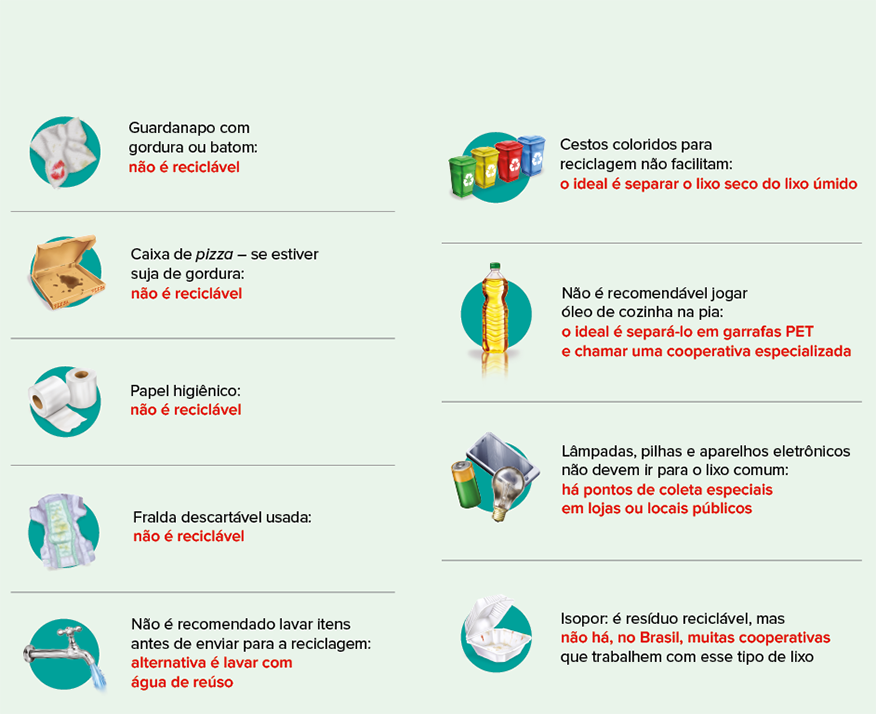 Guardanapo com
gordura ou batom:
não é reciclável
Caixa de pizza – se estiver
suja de gordura:
não é reciclável
Papel higiênico:
não é reciclável
Fralda descartável usada:
não é reciclável
Não é recomendado lavar itens
antes de enviar para a reciclagem:
alternativa é lavar com
água de reúso
Cestos coloridos para
reciclagem não facilitam:
o ideal é separar o lixo seco do lixo úmido
Não é recomendável jogar
óleo de cozinha na pia:
o ideal é separá-lo em garrafas PET
e chamar uma cooperativa especializada
Lâmpadas, pilhas e aparelhos eletrônicos
não devem ir para o lixo comum:
há pontos de coleta especiais
em lojas ou locais públicos
Isopor: é resíduo reciclável, mas
não há, no Brasil, muitas cooperativas
que trabalhem com esse tipo de lixo